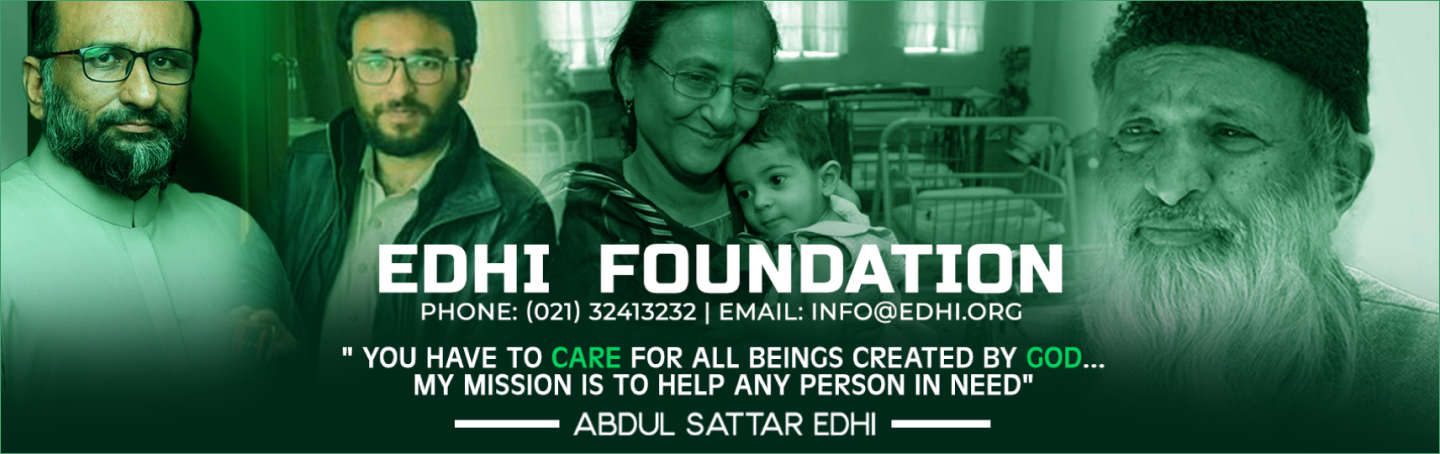 EDHI FOUNDATION
PHONE: (021) 32413232 | EMAIL: INFO@EDHI.ORG
" YOU HAVE TO CARE FOR ALL BEINGS CREATED BY GOD...
MY MISSION IS TO HELP ANY PERSON IN NEED"
ABDUL SATTAR EDHI